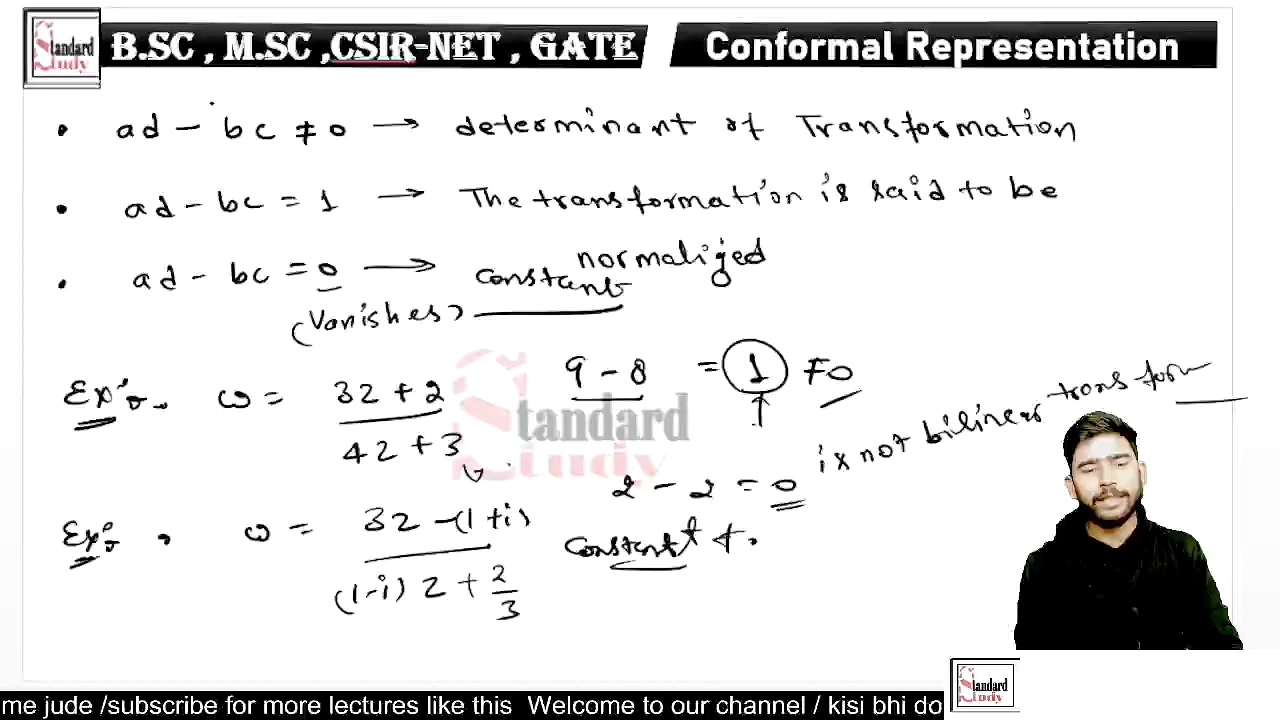 Standard Study
B.SC , M.SC ,CSIR-NET , GATE
Conformal Representation
• ad - bc ≠ 0 → determinant of Transformation
• ad - bc = 1 → The transformation is said to be
normalized
• ad - bc = 0 → constant
(Vanishes)
Standard Study
Exo. ω = 3z + 2 / 4z + 3
9 - 8 = 1 ≠ 0
is not bilinear transform
2 - 2 = 0
Exo. ω = 3z - (1+i) / (1-i) z + 2/3
constant t.
Standard Study
me jude /subscribe for more lectures like this Welcome to our channel / kisi bhi do